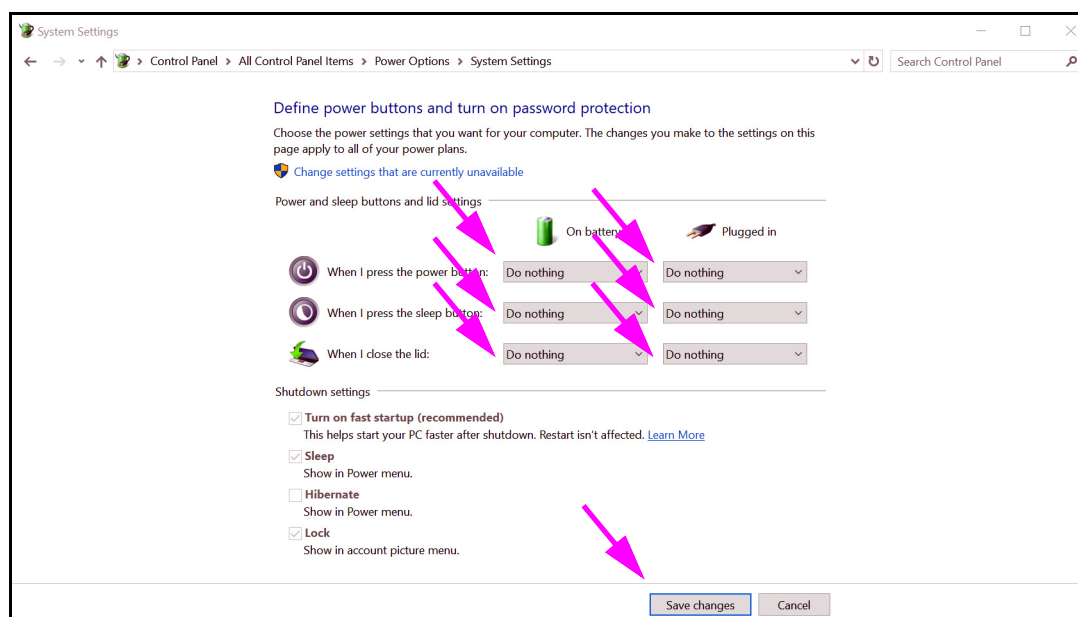 System Settings
Control Panel > All Control Panel Items > Power Options > System Settings
Search Control Panel
Define power buttons and turn on password protection
Choose the power settings that you want for your computer. The changes you make to the settings on this
page apply to all of your power plans.
Change settings that are currently unavailable
Power and sleep buttons and lid settings
On battery
Plugged in
When I press the power button:
Do nothing
Do nothing
When I press the sleep button:
Do nothing
Do nothing
When I close the lid:
Do nothing
Do nothing
Shutdown settings
Turn on fast startup (recommended)
This helps start your PC faster after shutdown. Restart isn't affected. Learn More
Sleep
Show in Power menu.
Hibernate
Show in Power menu.
Lock
Show in account picture menu.
Save changes
Cancel